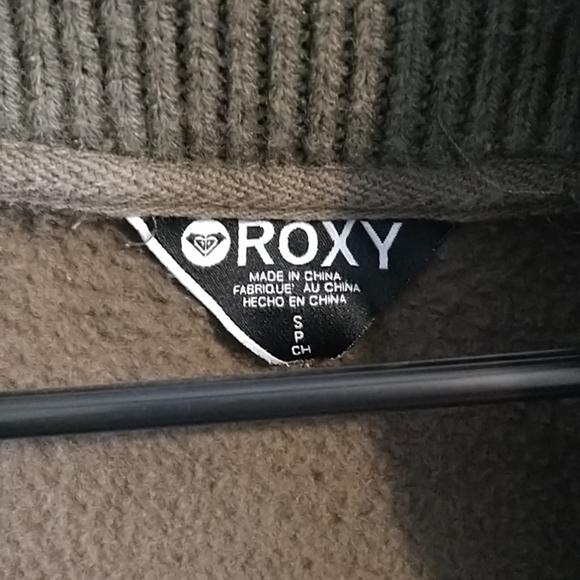 ROXY
MADE IN CHINA
FABRIQUE' AU CHINA
HECHO EN CHINA
S
P
CH